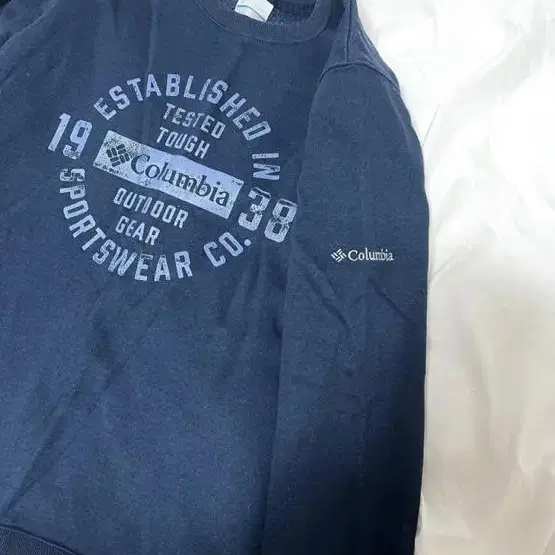 ESTABLISHED IN
TESTED
TOUGH
19
Columbia
38
OUTDOOR
GEAR
SPORTSWEAR CO.
Columbia